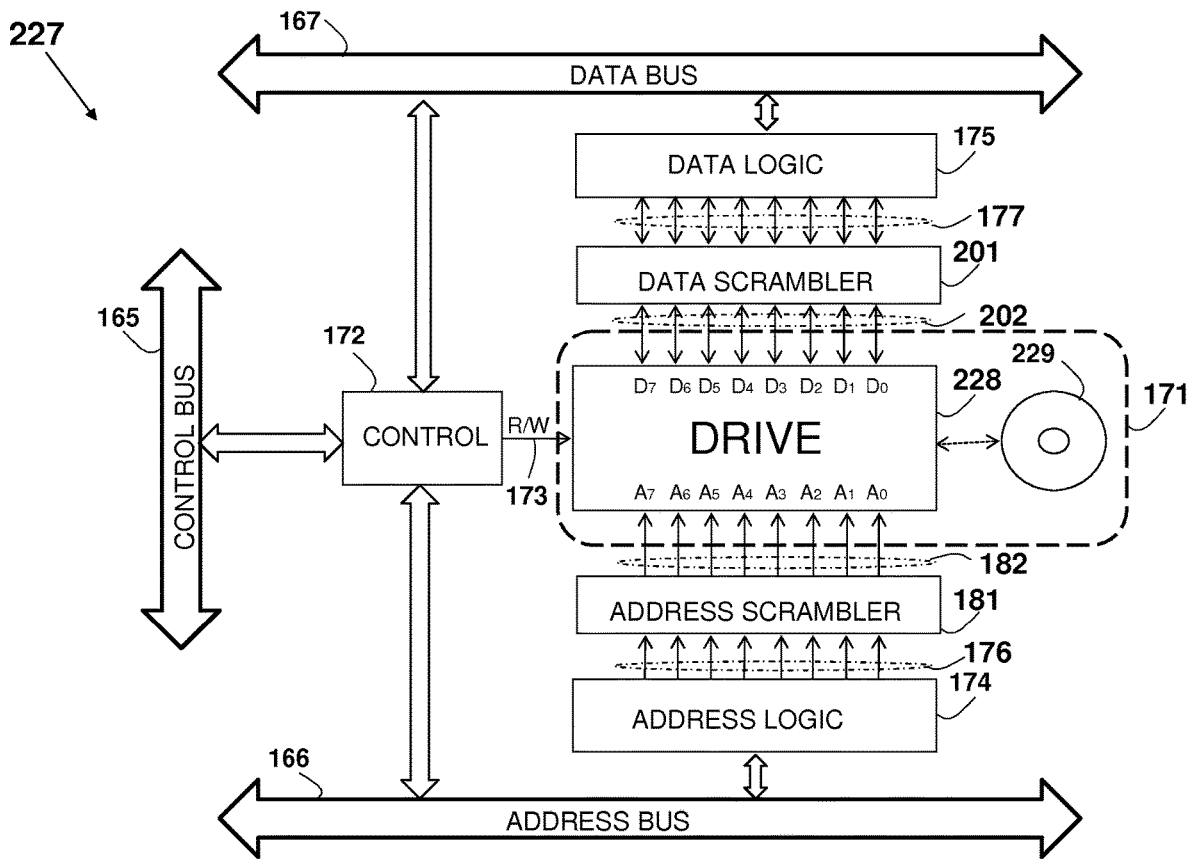 227
167
DATA BUS
175
DATA LOGIC
177
201
DATA SCRAMBLER
202
165
172
229
171
D7 D6 D5 D4 D3 D2 D1 D0
228
CONTROL BUS
CONTROL
R/W
DRIVE
173
A7 A6 A5 A4 A3 A2 A1 A0
182
ADDRESS SCRAMBLER
181
176
174
ADDRESS LOGIC
166
ADDRESS BUS